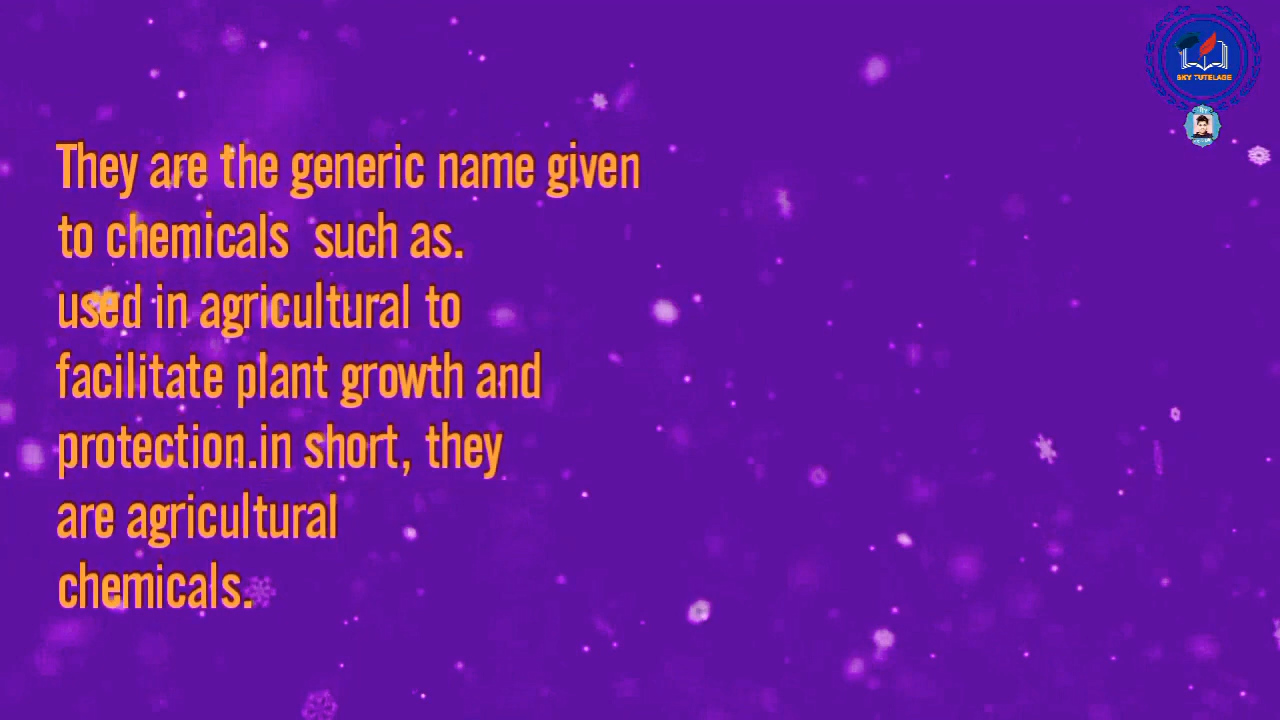 SKY TUTELAGE
They are the generic name given
to chemicals  such as.
used in agricultural to
facilitate plant growth and
protection.in short, they
are agricultural
chemicals.